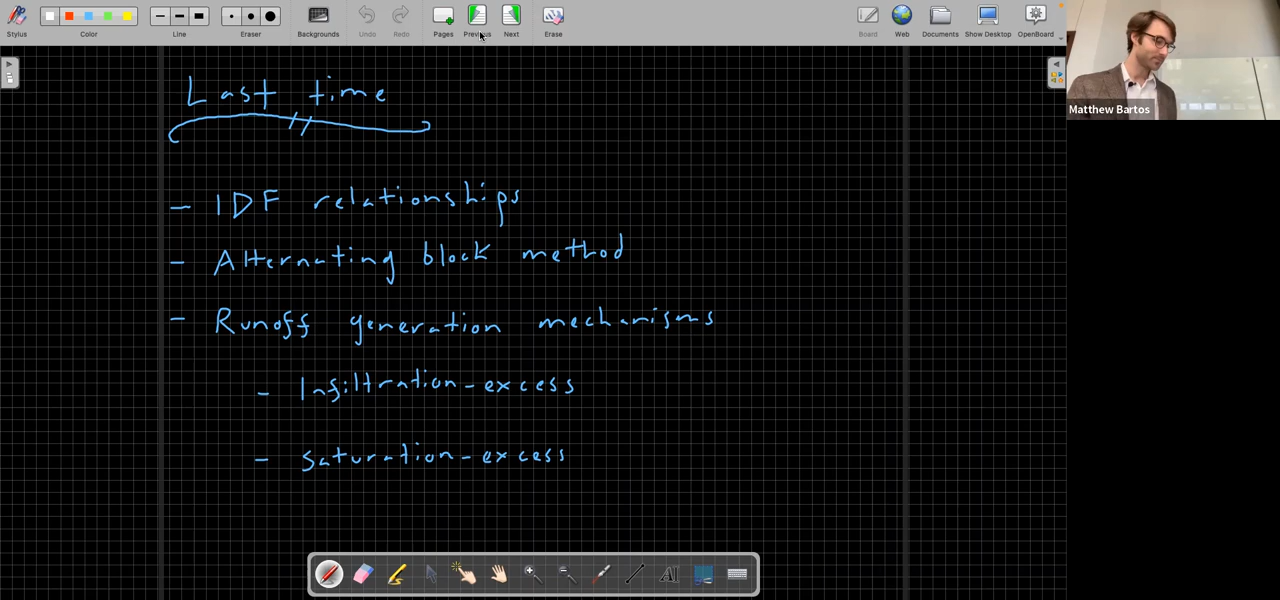 Stylus
Color
Line
Eraser
Backgrounds
Undo
Redo
Pages
Previous
Next
Erase
Board
Web
Documents
Show Desktop
OpenBoard
Matthew Bartos
Last time
- IDF relationships
- Alternating block method
- Runoff generation mechanisms
- Infiltration-excess
- Saturation-excess
AI